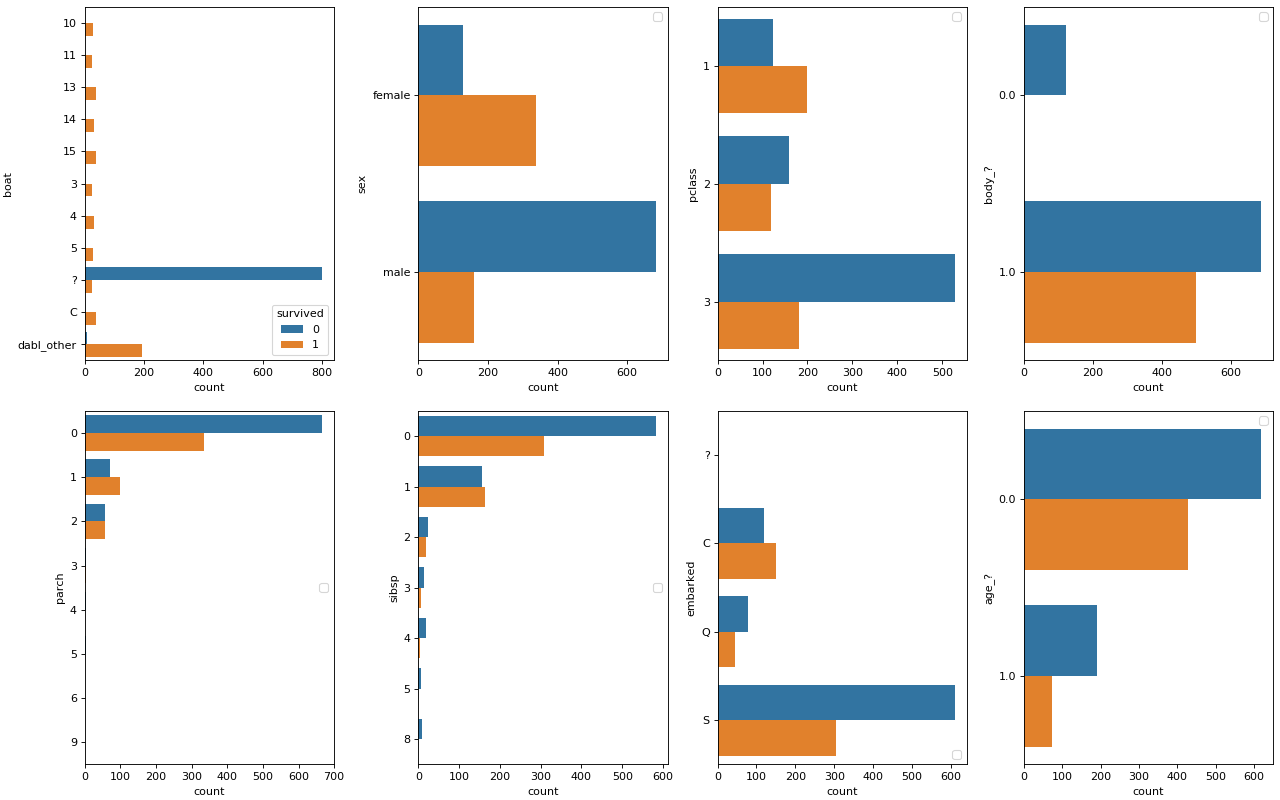 boat
10
11
13
14
15
3
4
5
?
C
dabl_other
survived
0
1
0 200 400 600 800
count
sex
female
male
0 200 400 600
count
pclass
1
2
3
0 100 200 300 400 500
count
body_?
0.0
1.0
0 200 400 600
count
parch
0
1
2
3
4
5
6
9
0 100 200 300 400 500 600 700
count
sibsp
0
1
2
3
4
5
8
0 100 200 300 400 500 600
count
embarked
?
C
Q
S
0 100 200 300 400 500 600
count
age_?
0.0
1.0
0 100 200 300 400 500 600
count